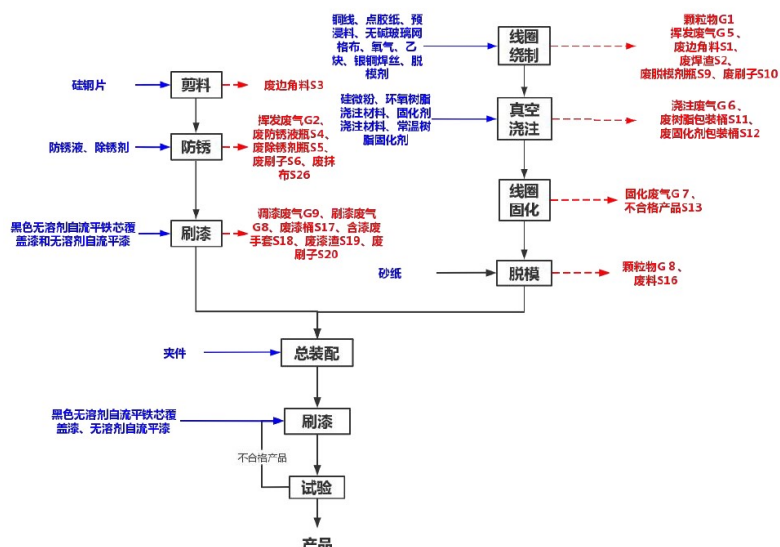 铜线、点胶纸、预
浸料、无碱玻璃网
格布、氧气、乙
炔、银铜焊丝、脱
模剂
线圈
绕制
颗粒物G1
挥发废气G5、
废边角料S1、
废焊渣S2、
废脱模剂瓶S9、废刷子S10
硅钢片
剪料
废边角料S3
硅微粉、环氧树脂
浇注材料、固化剂
浇注材料、常温树
脂固化剂
真空
浇注
浇注废气G6、
废树脂包装桶S11、
废固化剂包装桶S12
防锈液、除锈剂
防锈
挥发废气G2、
废防锈液瓶S4、
废除锈剂瓶S5、
废刷子S6、废抹
布S26
线圈
固化
固化废气G7、
不合格产品S13
黑色无溶剂自流平铁芯覆
盖漆和无溶剂自流平漆
刷漆
调漆废气G9、刷漆废气
G8、废漆桶S17、含漆废
手套S18、废漆渣S19、废
刷子S20
砂纸
脱模
颗粒物G8、
废料S16
夹件
总装配
黑色无溶剂自流平铁芯覆
盖漆、无溶剂自流平漆
刷漆
不合格产品
试验
产品